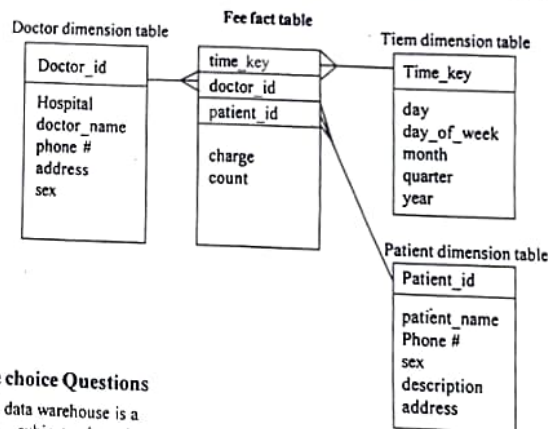 Doctor dimension table
Doctor_id
Hospital
doctor_name
phone #
address
sex
Fee fact table
time_key
doctor_id
patient_id
charge
count
Tiem dimension table
Time_key
day
day_of_week
month
quarter
year
Patient dimension table
Patient_id
patient_name
Phone #
sex
description
address
choice Questions
data warehouse is a